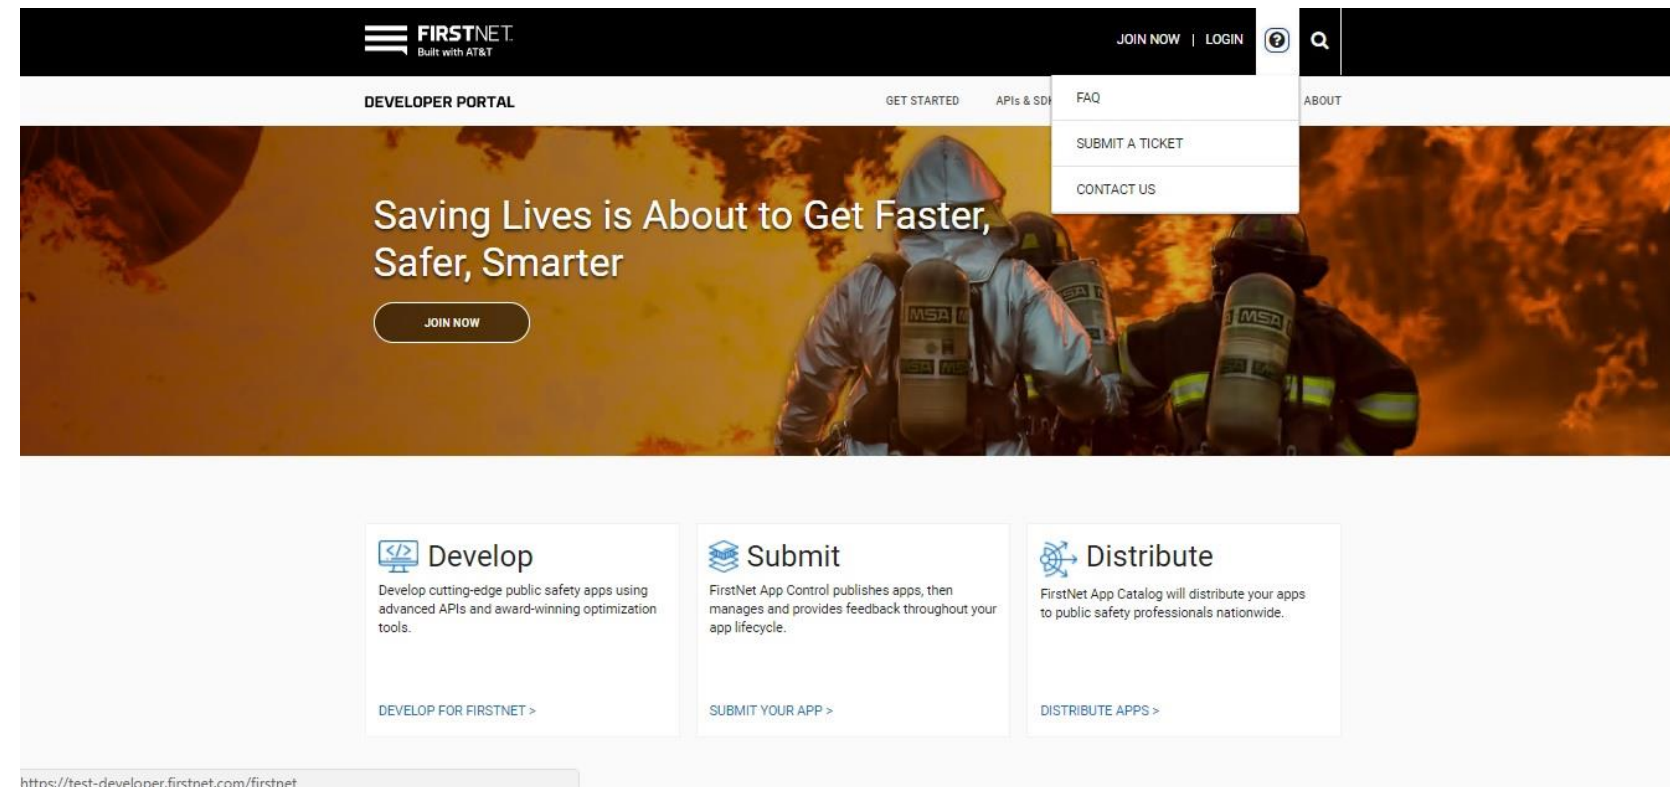 FIRSTNET
Built with AT&T
JOIN NOW | LOGIN
DEVELOPER PORTAL
GET STARTED
APIs & SDK
ABOUT
FAQ
SUBMIT A TICKET
CONTACT US
Saving Lives is About to Get Faster,
Safer, Smarter
JOIN NOW
MSA
MSA
MSA
Develop
Develop cutting-edge public safety apps using
advanced APIs and award-winning optimization
tools.
DEVELOP FOR FIRSTNET >
Submit
FirstNet App Control publishes apps, then
manages and provides feedback throughout your
app lifecycle.
SUBMIT YOUR APP >
Distribute
FirstNet App Catalog will distribute your apps
to public safety professionals nationwide.
DISTRIBUTE APPS >
https://test-developer.firstnet.com/firstnet